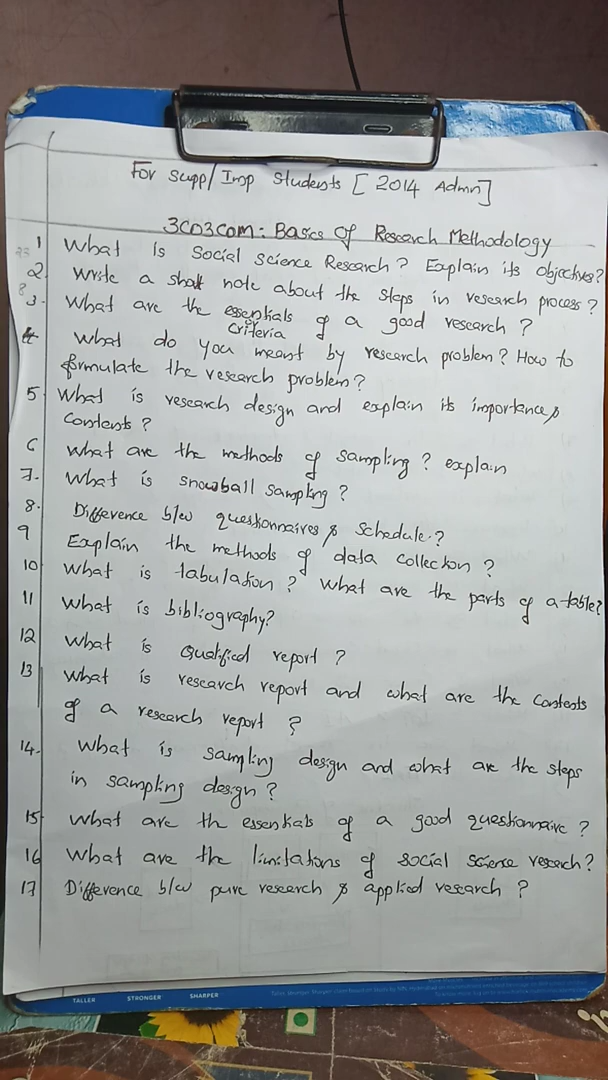 For Supp/Imp Students [ 2014 Admn]
3C03COM: Basics Of Research Methodology
1 What is Social Science Research? Explain its objectives?
2. Write a short note about the steps in research process?
3. What are the essentials of a good research?
criteria
4 What do you meant by research problem? How to
formulate the research problem?
5 What is research design and explain its importance &
Contents?
6 What are the methods of sampling? explain
7. What is snowball sampling?
8. Difference b/w questionnaires & schedule.?
9 Explain the methods of data collection?
10 What is tabulation? What are the parts of a table?
11 What is bibliography?
12 What is Qualified report?
13 What is research report and what are the contents
of a research report?
14. What is sampling design and what are the steps
in sampling design?
15 What are the essentials of a good questionnaire?
16 What are the limitations of social science research?
17 Difference b/w pure research & applied research?
TALLER STRONGER SHARPER